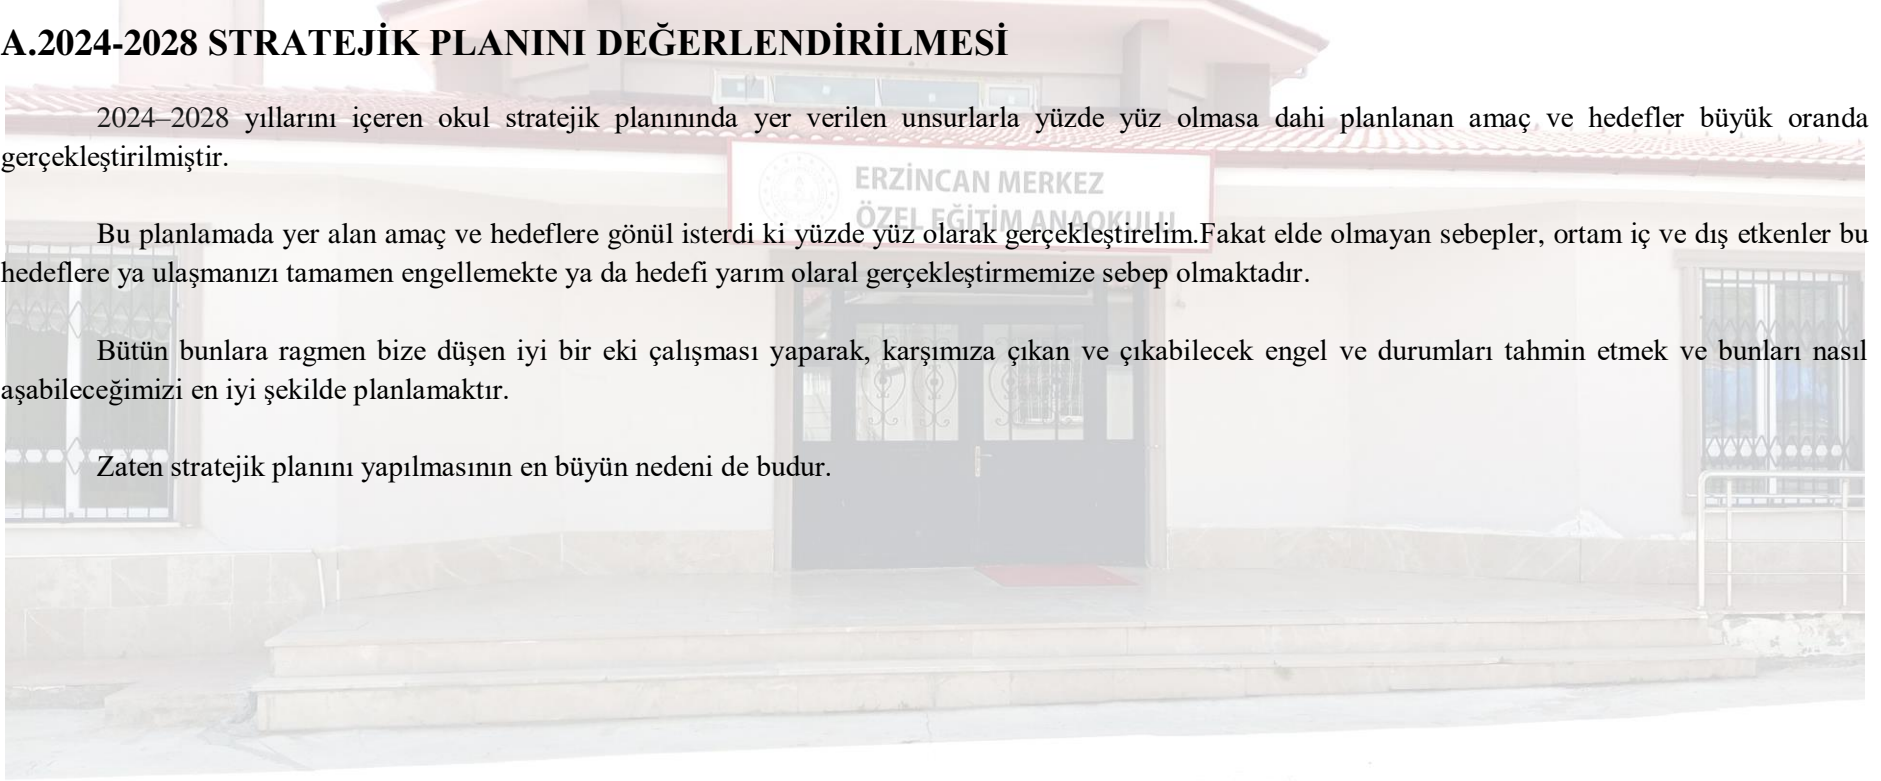 A.2024-2028 STRATEJİK PLANINI DEĞERLENDİRİLMESİ
2024–2028 yıllarını içeren okul stratejik planınında yer verilen unsurlarla yüzde yüz olmasa dahi planlanan amaç ve hedefler büyük oranda
gerçekleştirilmiştir.
ERZİNCAN MERKEZ
ÖZEL EĞİTİM ANAOKULU
Bu planlamada yer alan amaç ve hedeflere gönül isterdi ki yüzde yüz olarak gerçekleştirelim.Fakat elde olmayan sebepler, ortam iç ve dış etkenler bu
hedeflere ya ulaşmanızı tamamen engellemekte ya da hedefi yarım olaral gerçekleştirmemize sebep olmaktadır.
Bütün bunlara ragmen bize düşen iyi bir eki çalışması yaparak, karşımıza çıkan ve çıkabilecek engel ve durumları tahmin etmek ve bunları nasıl
aşabileceğimizi en iyi şekilde planlamaktır.
Zaten stratejik planını yapılmasının en büyün nedeni de budur.